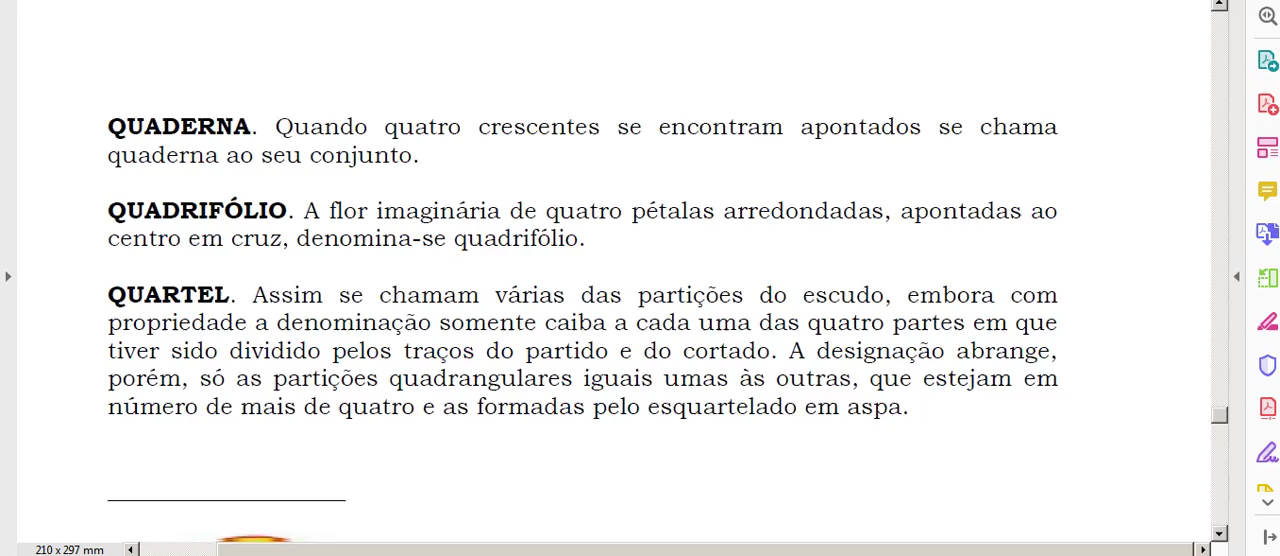 QUADERNA. Quando quatro crescentes se encontram apontados se chama
quaderna ao seu conjunto.
QUADRIFÓLIO. A flor imaginária de quatro pétalas arredondadas, apontadas ao
centro em cruz, denomina-se quadrifólio.
QUARTEL. Assim se chamam várias das partições do escudo, embora com
propriedade a denominação somente caiba a cada uma das quatro partes em que
tiver sido dividido pelos traços do partido e do cortado. A designação abrange,
porém, só as partições quadrangulares iguais umas às outras, que estejam em
número de mais de quatro e as formadas pelo esquartelado em aspa.
210 x 297 mm